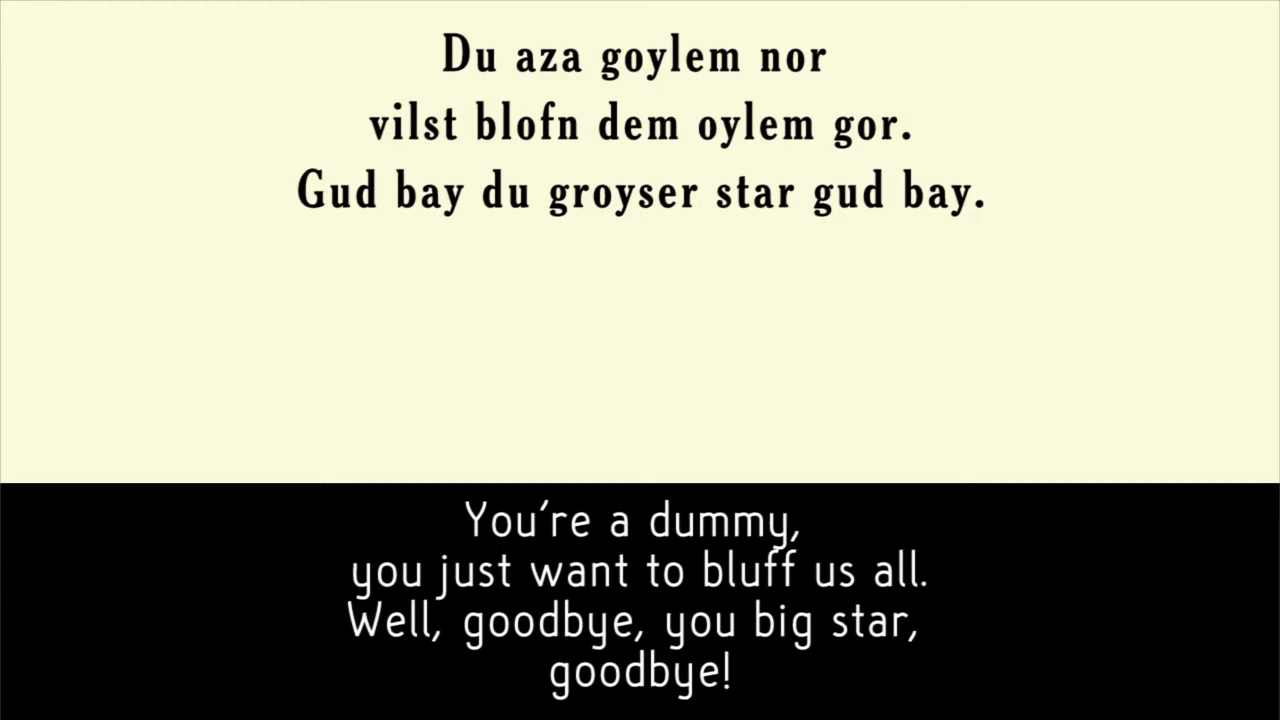 Du aza goylem nor
vilst blofn dem oylem gor.
Gud bay du groyser star gud bay.
You're a dummy,
you just want to bluff us all.
Well, goodbye, you big star,
goodbye!